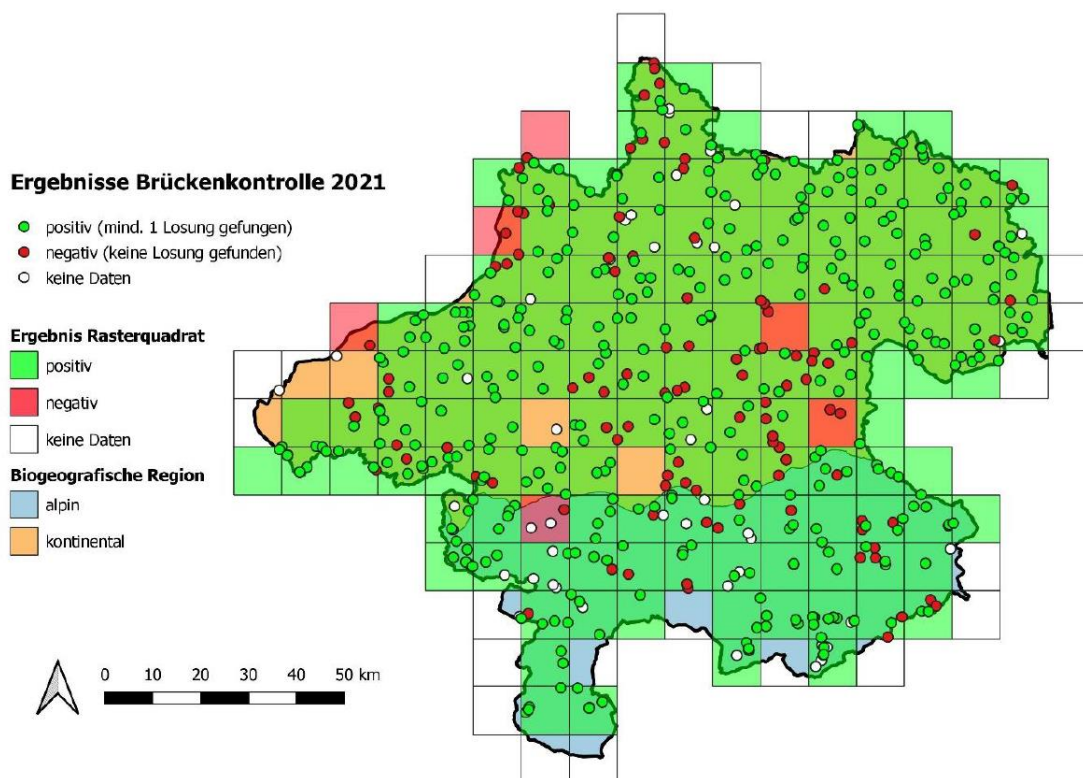 Ergebnisse Brückenkontrolle 2021
positiv (mind. 1 Losung gefungen)
negativ (keine Losung gefunden)
keine Daten
Ergebnis Rasterquadrat
positiv
negativ
keine Daten
Biogeografische Region
alpin
kontinental
0 10 20 30 40 50 km